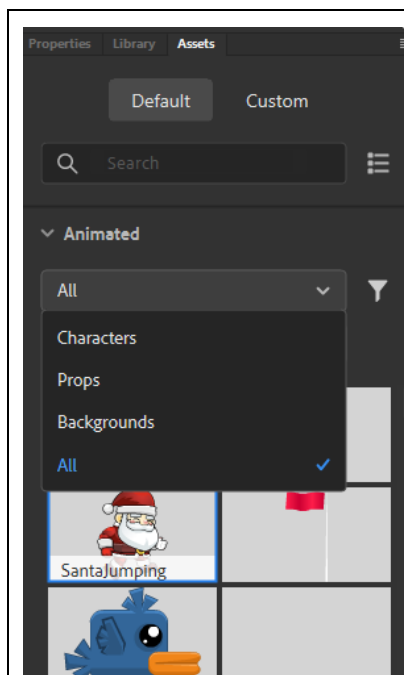 Properties Library Assets
Default Custom
Search
Animated
All
Characters
Props
Backgrounds
All
SantaJumping